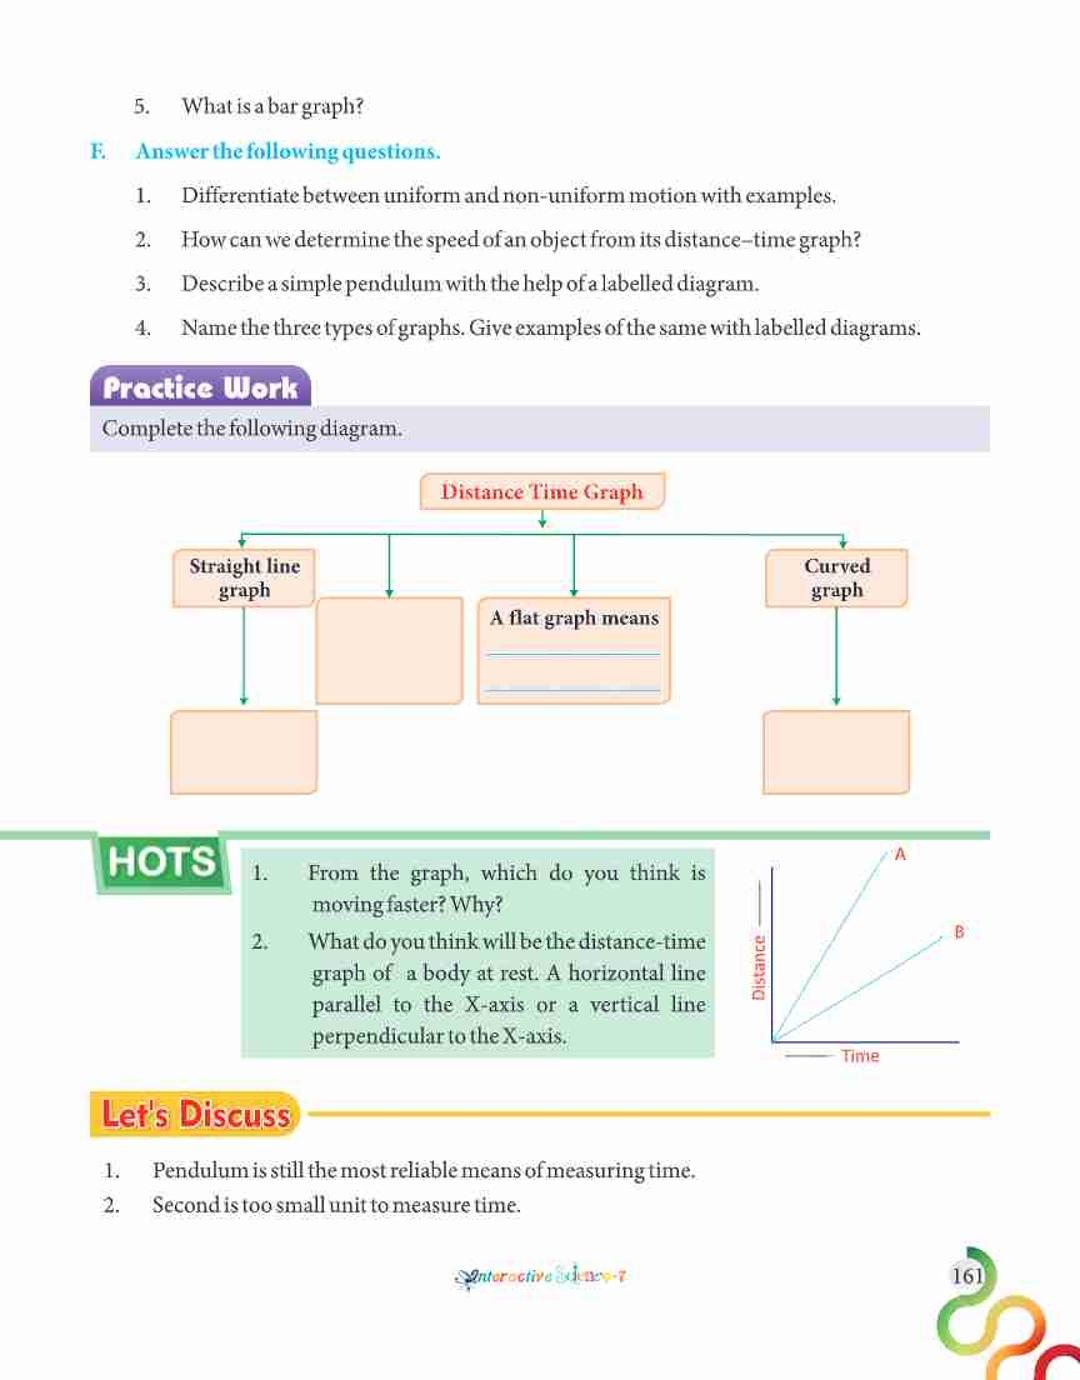 5. What is a bar graph?
F. Answer the following questions.
1. Differentiate between uniform and non-uniform motion with examples.
2. How can we determine the speed of an object from its distance–time graph?
3. Describe a simple pendulum with the help of a labelled diagram.
4. Name the three types of graphs. Give examples of the same with labelled diagrams.
Practice Work
Complete the following diagram.
Distance Time Graph
Straight line
graph
A flat graph means
Curved
graph
HOTS
1. From the graph, which do you think is
moving faster? Why?
2. What do you think will be the distance-time
graph of a body at rest. A horizontal line
parallel to the X-axis or a vertical line
perpendicular to the X-axis.
A
B
Distance
Time
Let's Discuss
1. Pendulum is still the most reliable means of measuring time.
2. Second is too small unit to measure time.
Interactive Science-7
161